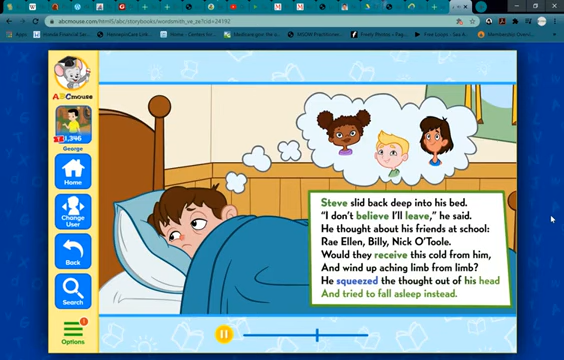 abcmouse.com/html5/abc/storybooks/wordsmith_ve_ze?cid=24192
Apps
ABCmouse
1,346
George
Home
Change
User
Back
Search
Options
Steve slid back deep into his bed.
"I don't believe I'll leave," he said.
He thought about his friends at school:
Rae Ellen, Billy, Nick O'Toole.
Would they receive this cold from him,
And wind up aching limb from limb?
He squeezed the thought out of his head
And tried to fall asleep instead.